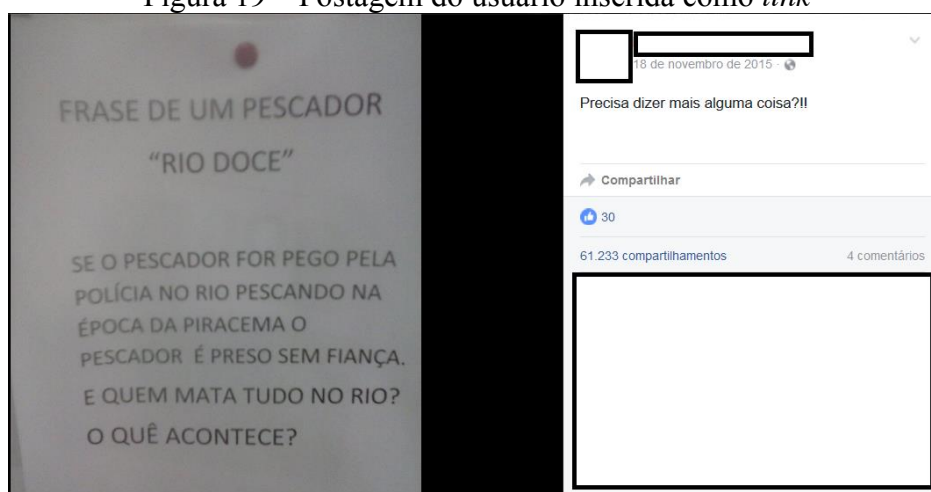 Figura 19 – Postagem do usuário inserida como link
FRASE DE UM PESCADOR
"RIO DOCE"
SE O PESCADOR FOR PEGO PELA
POLÍCIA NO RIO PESCANDO NA
ÉPOCA DA PIRACEMA O
PESCADOR É PRESO SEM FIANÇA.
E QUEM MATA TUDO NO RIO?
O QUÊ ACONTECE?
18 de novembro de 2015 ·
Precisa dizer mais alguma coisa?!!
Compartilhar
30
61.233 compartilhamentos
4 comentários